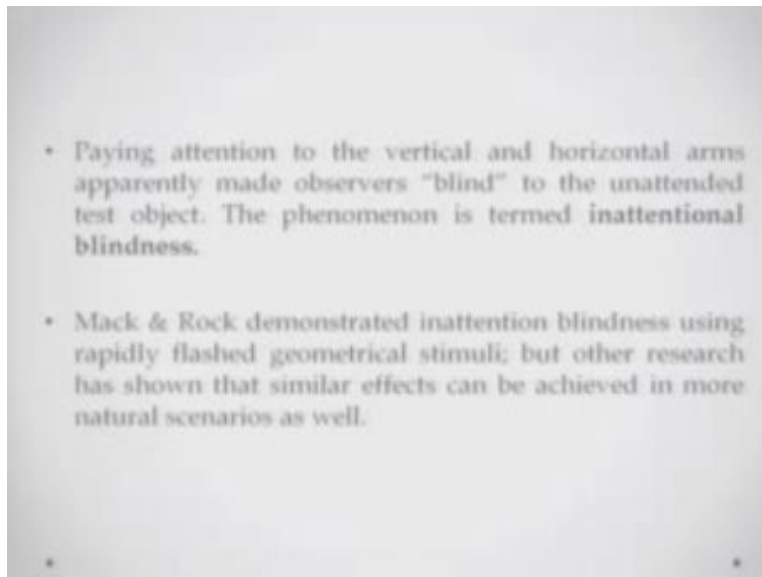 • Paying attention to the vertical and horizontal arms
apparently made observers "blind" to the unattended
test object. The phenomenon is termed inattentional
blindness.
• Mack & Rock demonstrated inattention blindness using
rapidly flashed geometrical stimuli; but other research
has shown that similar effects can be achieved in more
natural scenarios as well.